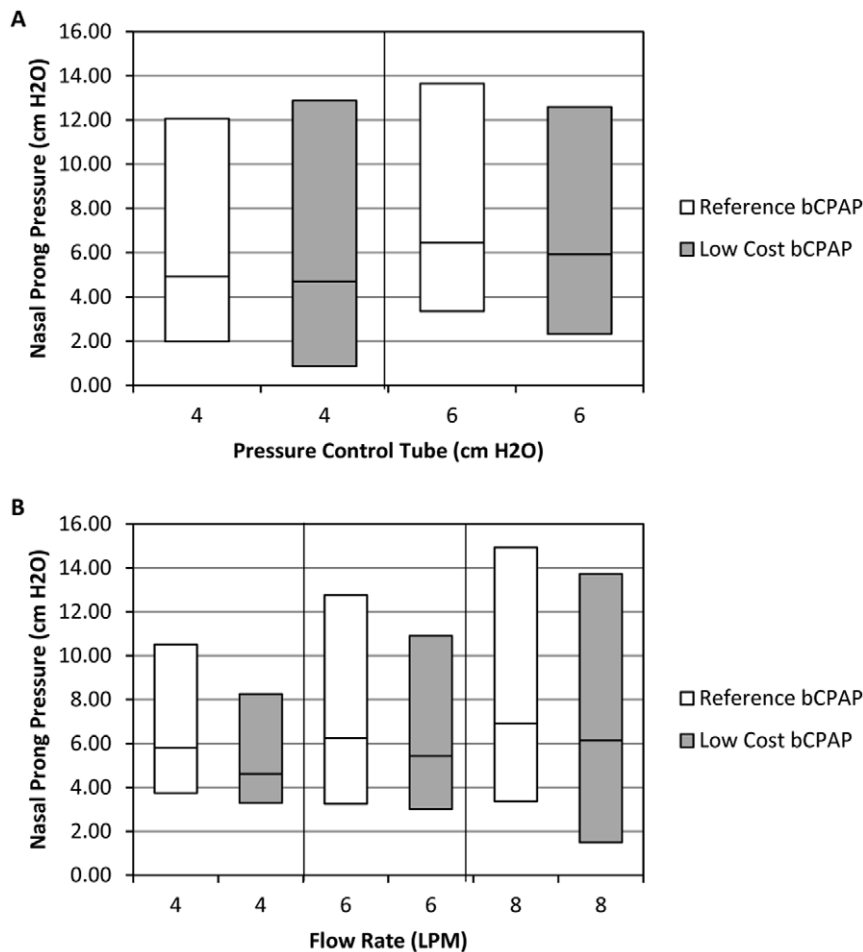 A
16.00
14.00
12.00
10.00
8.00
6.00
4.00
2.00
0.00
Nasal Prong Pressure (cm H2O)
4 4 6 6
Pressure Control Tube (cm H2O)
Reference bCPAP
Low Cost bCPAP
B
16.00
14.00
12.00
10.00
8.00
6.00
4.00
2.00
0.00
Nasal Prong Pressure (cm H2O)
4 4 6 6 8 8
Flow Rate (LPM)
Reference bCPAP
Low Cost bCPAP